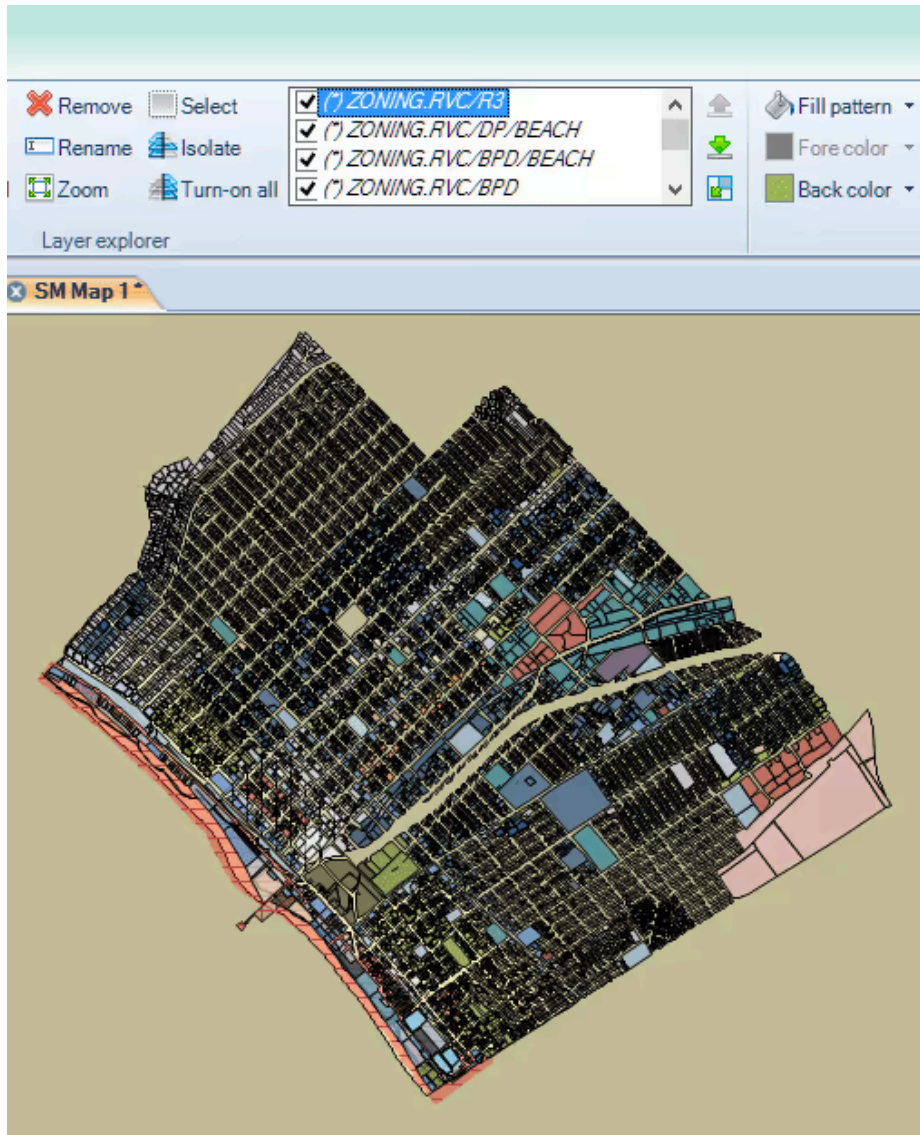 Remove Select
Rename Isolate
Zoom Turn-on all
(*) ZONING.RVC/R3
(*) ZONING.RVC/DP/BEACH
(*) ZONING.RVC/BPD/BEACH
(*) ZONING.RVC/BPD
Fill pattern
Fore color
Back color
Layer explorer
SM Map 1*